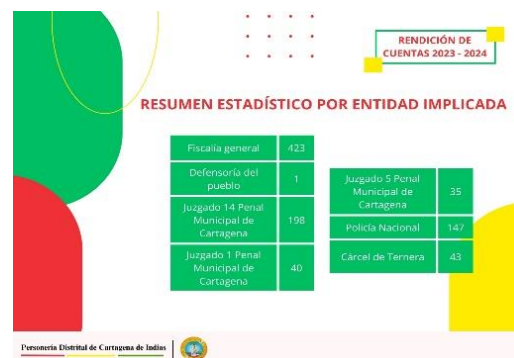 RENDICIÓN DE
CUENTAS 2023 - 2024
RESUMEN ESTADÍSTICO POR ENTIDAD IMPLICADA
Fiscalía general 423
Defensoría del
pueblo
1
Juzgado 14 Penal
Municipal de
Cartagena
198
Juzgado 1 Penal
Municipal de
Cartagena
40
Juzgado 5 Penal
Municipal de
Cartagena
35
Policía Nacional 147
Cárcel de Ternera 43
Personería Distrital de Cartagena de Indias